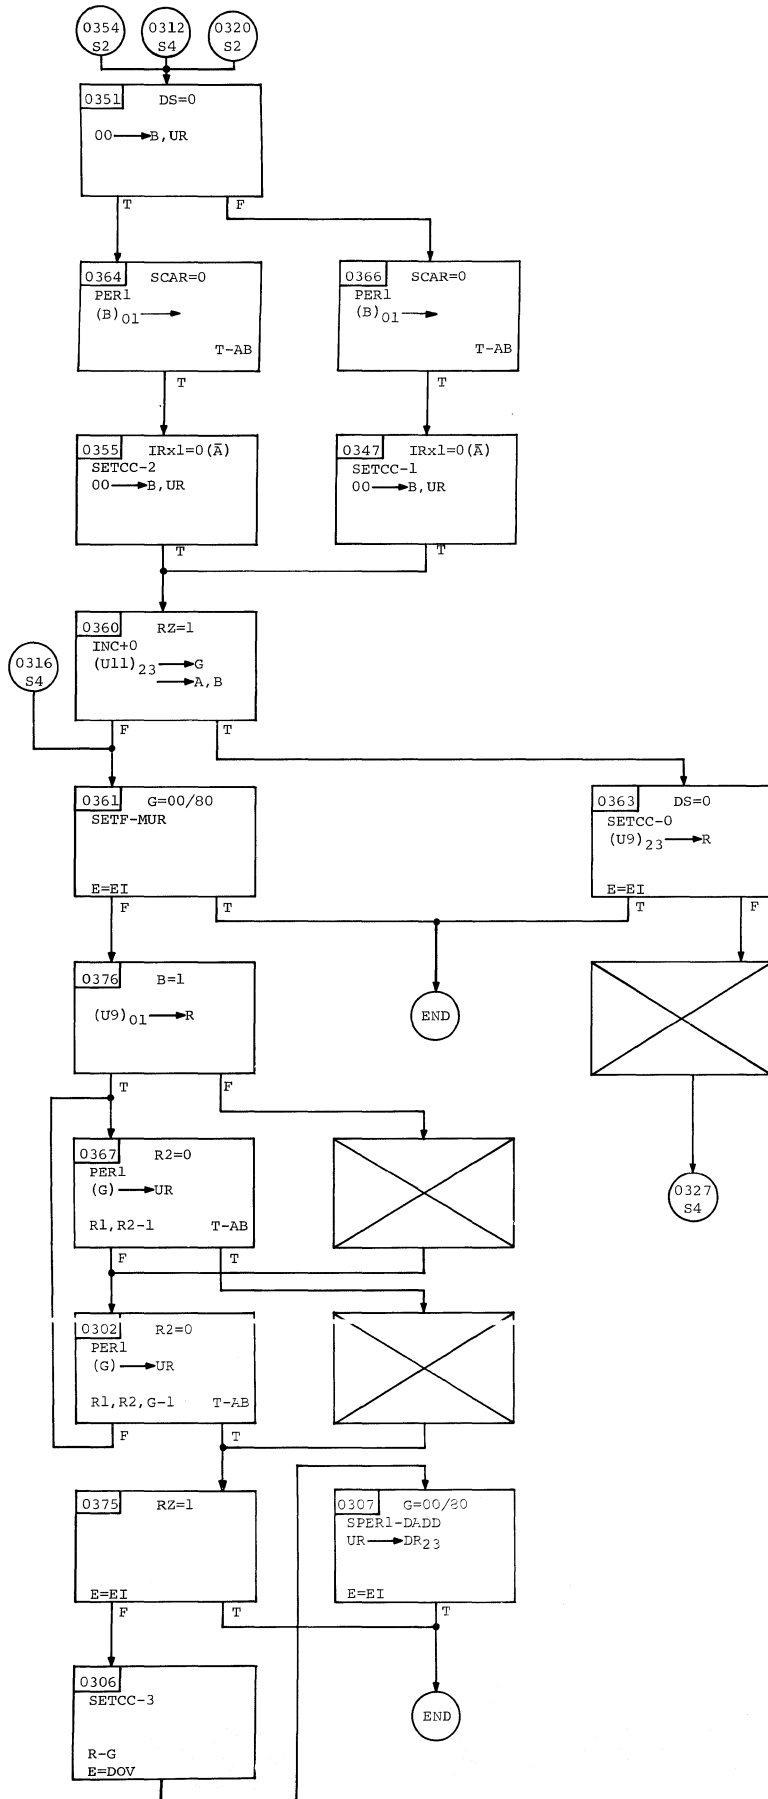 0354
S2
0312
S4
0320
S2
0351 DS=0
00 → B,UR
T F
0364 SCAR=0
PER1
(B)01 →
T-AB
T
0366 SCAR=0
PER1
(B)01 →
T-AB
T
0355 IRx1=0(Ā)
SETCC-2
00 → B,UR
T
0347 IRx1=0(Ā)
SETCC-1
00 → B,UR
T
0360 RZ=1
INC+0
(U11)23 → G
→ A,B
F T
0316
S4
0361 G=00/80
SETF-MUR
E=EI
F T
0363 DS=0
SETCC-0
(U9)23 → R
E=EI
T F
0376 B=1
(U9)01 → R
T F
END
0367 R2=0
PER1
(G) → UR
R1,R2-1 T-AB
F T
0327
S4
0302 R2=0
PER1
(G) → UR
R1,R2,G-1 T-AB
F T
0375 RZ=1
E=EI
F T
0307 G=00/80
SPER1-DADD
UR → DR23
E=EI
T
0306
SETCC-3
R-G
E=DOV
END